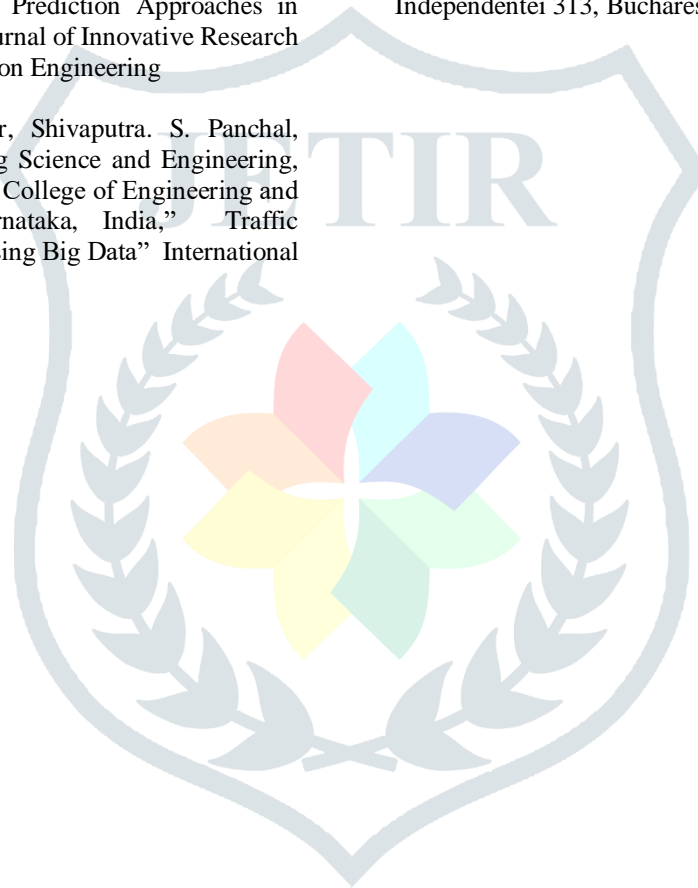 Prediction Approaches in
urnal of Innovative Research
on Engineering
r, Shivaputra. S. Panchal,
g Science and Engineering,
College of Engineering and
rnataka, India,” Traffic
sing Big Data” International
Independentei 313, Buchares
JETIR